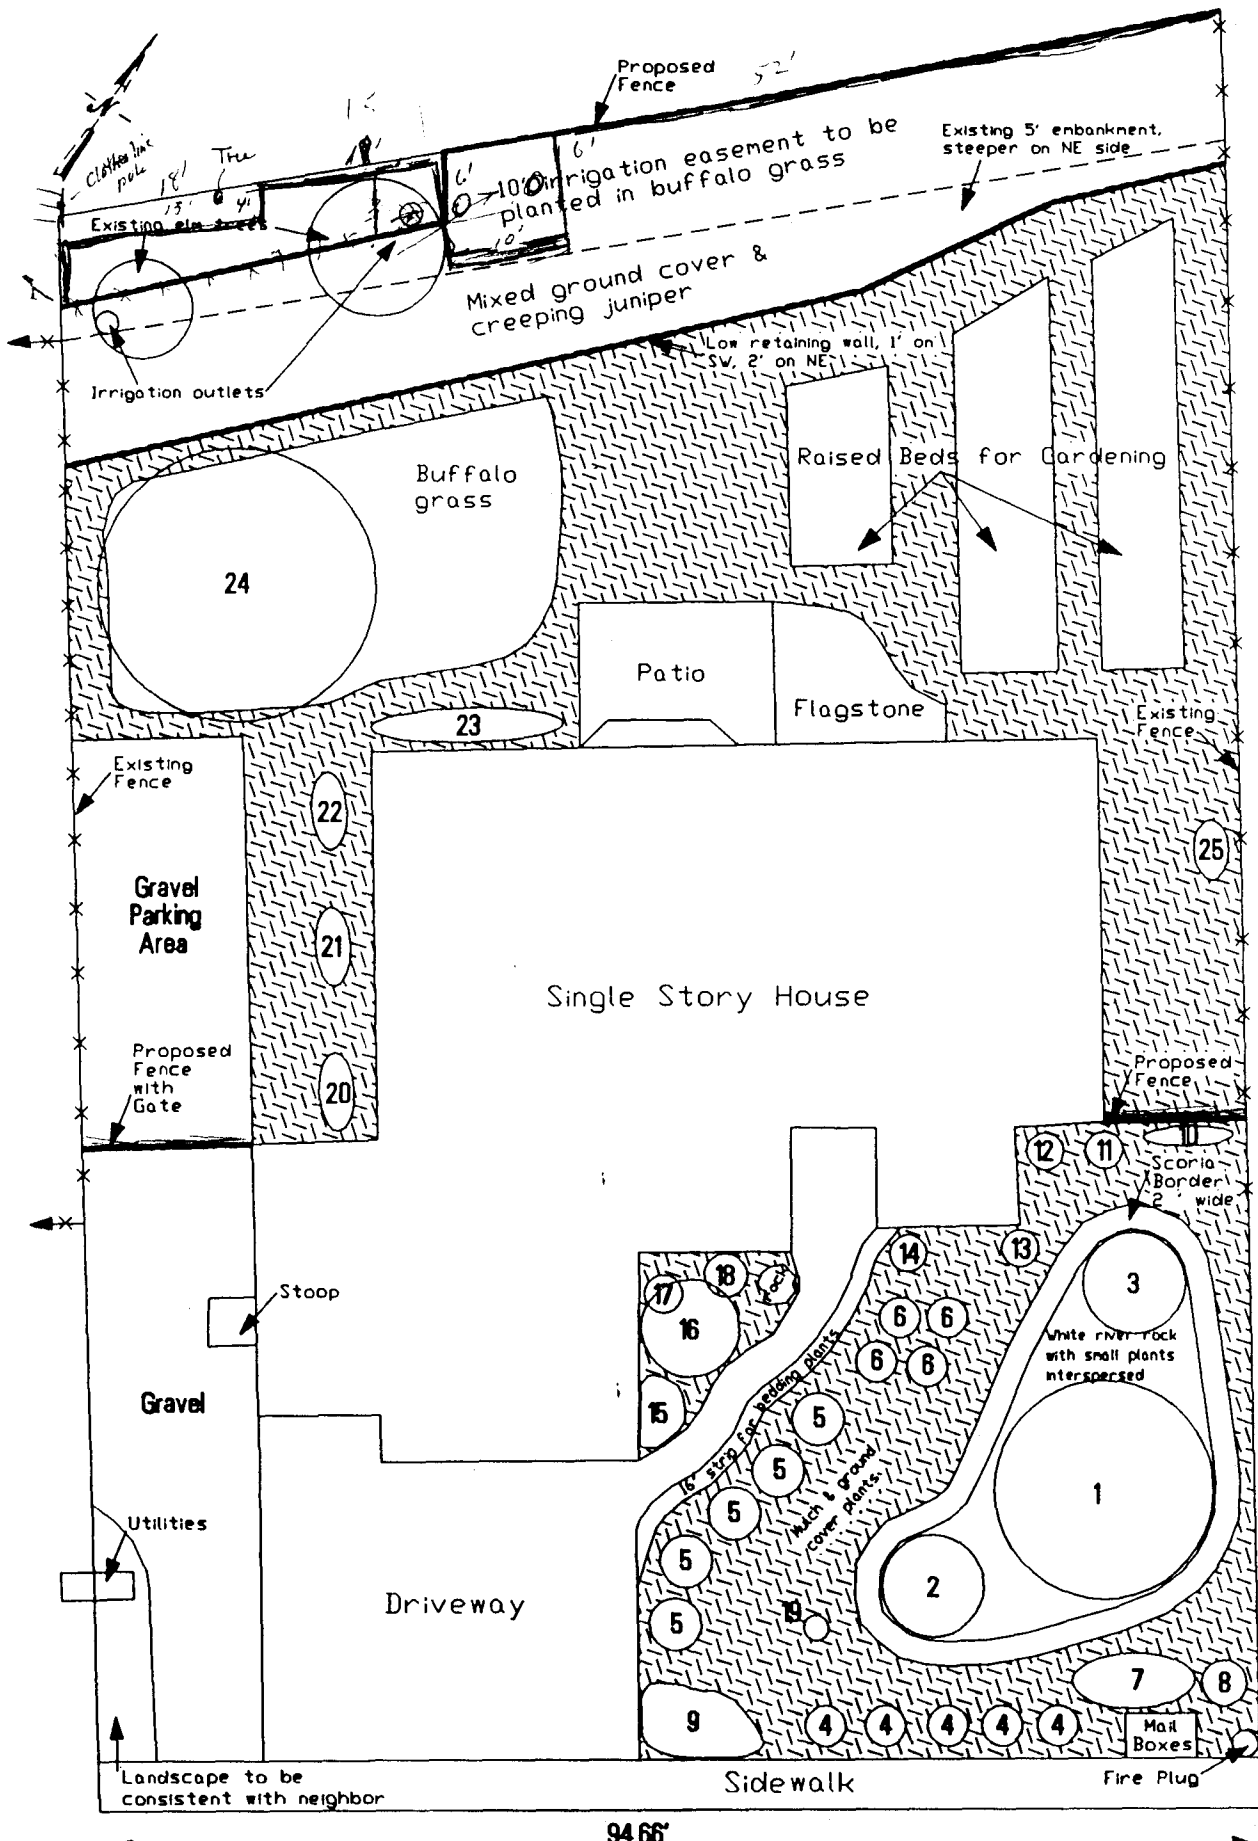 Proposed
Fence
52'
N
Clothes line
pole
Tree
18'
15'
4'
6'
6'
10' irrigation easement to be
planted in buffalo grass
10'
Existing 5' embankment,
steeper on NE side
Existing elm trees
Mixed ground cover &
creeping juniper
Low retaining wall, 1' on
SW, 2' on NE
Irrigation outlets
Buffalo
grass
Raised Beds for Gardening
24
Patio
Flagstone
23
Existing
Fence
Existing
Fence
22
25
Gravel
Parking
Area
21
Single Story House
Proposed
Fence
with
Gate
20
Proposed
Fence
10
12
11
Scoria
Border
2' wide
14
13
Stoop
18
Rock
17
3
16
6
6
White river rock
with small plants
interspersed
6
6
Gravel
15
5
16" strip for bedding plants
5
Mulch & ground
cover plants.
1
5
Utilities
5
2
Driveway
19
5
7
8
9
4
4
4
4
4
Mail
Boxes
Landscape to be
consistent with neighbor
Sidewalk
Fire Plug
94.66'